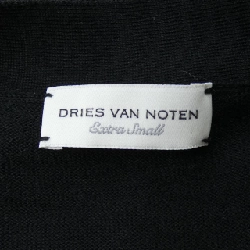 DRIES VAN NOTEN
Extra Small